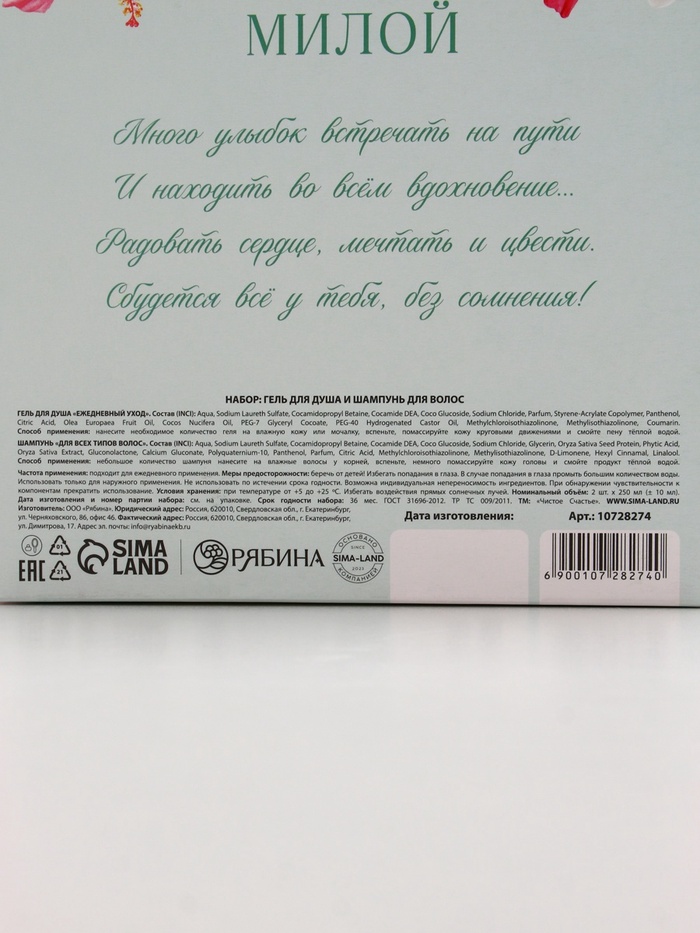 МИЛОЙ
Много улыбок встречать на пути
И находить во всём вдохновение...
Радовать сердце, мечтать и цвести.
Сбудется всё у тебя, без сомнения!
НАБОР: ГЕЛЬ ДЛЯ ДУША И ШАМПУНЬ ДЛЯ ВОЛОС
ГЕЛЬ ДЛЯ ДУША «ЕЖЕДНЕВНЫЙ УХОД». Состав (INCI): Aqua, Sodium Laureth Sulfate, Cocamidopropyl Betaine, Cocamide DEA, Coco Glucoside, Sodium Chloride, Parfum, Styrene-Acrylate Copolymer, Panthenol,
Citric Acid, Olea Europaea Fruit Oil, Cocos Nucifera Oil, PEG-7 Glyceryl Cocoate, PEG-40 Hydrogenated Castor Oil, Methylchloroisothiazolinone, Methylisothiazolinone, Coumarin.
Способ применения: нанесите необходимое количество геля на влажную кожу или мочалку, вспеньте, помассируйте кожу круговыми движениями и смойте пену тёплой водой.
ШАМПУНЬ «ДЛЯ ВСЕХ ТИПОВ ВОЛОС». Состав (INCI): Aqua, Sodium Laureth Sulfate, Cocamidopropyl Betaine, Cocamide DEA, Coco Glucoside, Sodium Chloride, Glycerin, Oryza Sativa Seed Protein, Phytic Acid,
Oryza Sativa Extract, Gluconolactone, Calcium Gluconate, Polyquaternium-10, Panthenol, Parfum, Citric Acid, Methylchloroisothiazolinone, Methylisothiazolinone, D-Limonene, Hexyl Cinnamal, Linalool.
Способ применения: небольшое количество шампуня нанесите на влажные волосы у корней, вспеньте, немного помассируйте кожу головы и смойте продукт тёплой водой.
Частота применения: подходит для ежедневного применения. Меры предосторожности: беречь от детей! Избегать попадания в глаза. В случае попадания в глаза промыть большим количеством воды.
Использовать только для наружного применения. Не использовать по истечении срока годности. Возможна индивидуальная непереносимость ингредиентов. При обнаружении чувствительности к
компонентам прекратить использование. Условия хранения: при температуре от +5 до +25 ºC. Избегать воздействия прямых солнечных лучей. Номинальный объём: 2 шт. х 250 мл (± 10 мл).
Дата изготовления и номер партии набора: см. на упаковке. Срок годности набора: 36 мес. ГОСТ 31696-2012. ТР ТС 009/2011. ТМ: «Чистое Счастье». WWW.SIMA-LAND.RU
Изготовитель: ООО «Рябина». Юридический адрес: Россия, 620010, Свердловская обл., г. Екатеринбург,
ул. Черняховского, 86, офис 46. Фактический адрес: Россия, 620010, Свердловская обл., г. Екатеринбург,
ул. Димитрова, 17. Адрес эл. почты: info@ryabinaekb.ru
Дата изготовления:
Арт.: 10728274
01
EAC
21
SIMA
LAND
РЯБИНА
ОСНОВАНО
SINCE
SIMA-LAND
2021
КОМПАНИЕЙ
6 900107 282740